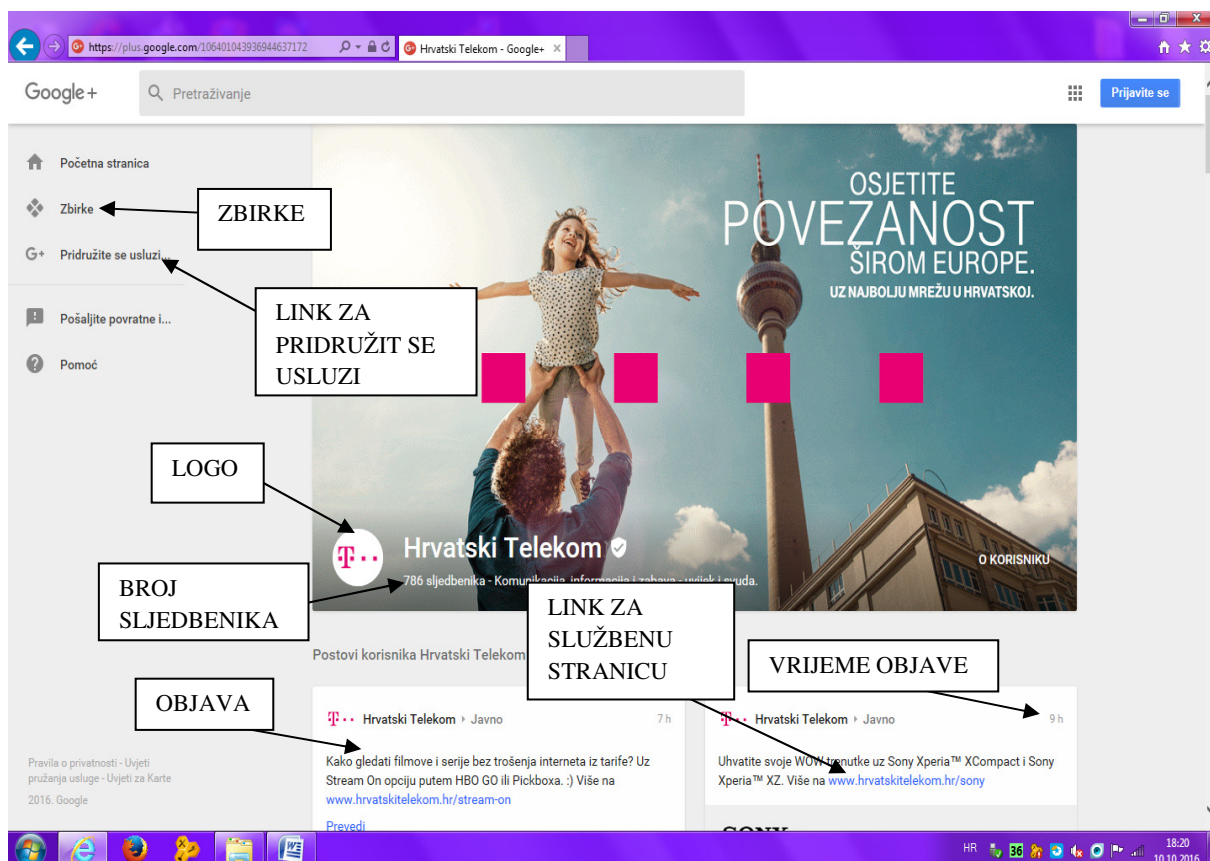 https://plus.google.com/106401043936944637172
Hrvatski Telekom - Google+
Google+
Pretraživanje
Prijavite se
Početna stranica
Zbirke
ZBIRKE
Pridružite se usluzi...
LINK ZA
PRIDRUŽIT SE
USLUZI
Pošaljite povratne i...
Pomoć
OSJETITE
POVEZANOST
ŠIROM EUROPE.
UZ NAJBOLJU MREŽU U HRVATSKOJ.
LOGO
T
Hrvatski Telekom
786 sljedbenika - Komunikacija, informacija i zabava - uvijek i svuda.
O KORISNIKU
BROJ
SLJEDBENIKA
LINK ZA
SLUŽBENU
STRANICU
VRIJEME OBJAVE
Postovi korisnika Hrvatski Telekom
OBJAVA
T Hrvatski Telekom Javno 7 h
Kako gledati filmove i serije bez trošenja interneta iz tarife? Uz
Stream On opciju putem HBO GO ili Pickboxa. :) Više na
www.hrvatskitelekom.hr/stream-on
Prevedi
T Hrvatski Telekom Javno 9 h
Uhvatite svoje WOW trenutke uz Sony Xperia™ XCompact i Sony
Xperia™ XZ. Više na www.hrvatskitelekom.hr/sony
SONY
Pravila o privatnosti - Uvjeti
pružanja usluge - Uvjeti za Karte
2016. Google
HR
36
18:20
10.10.2016